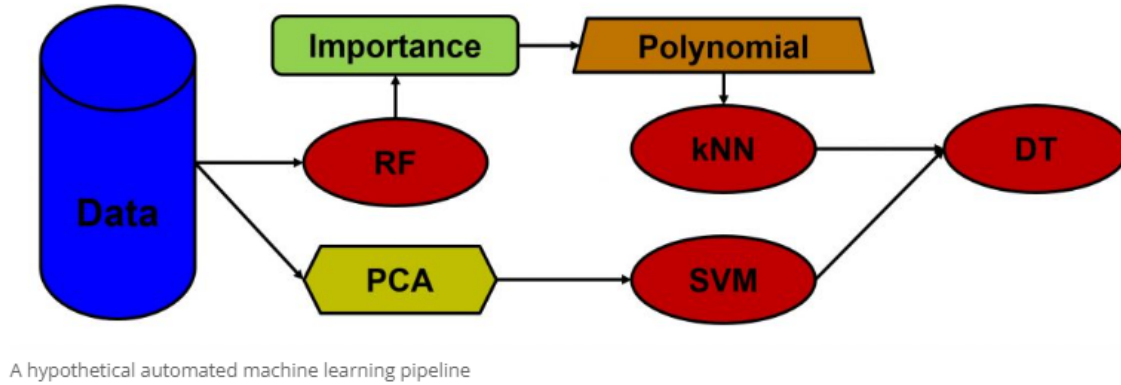 Importance
Polynomial
RF
kNN
DT
Data
PCA
SVM
A hypothetical automated machine learning pipeline